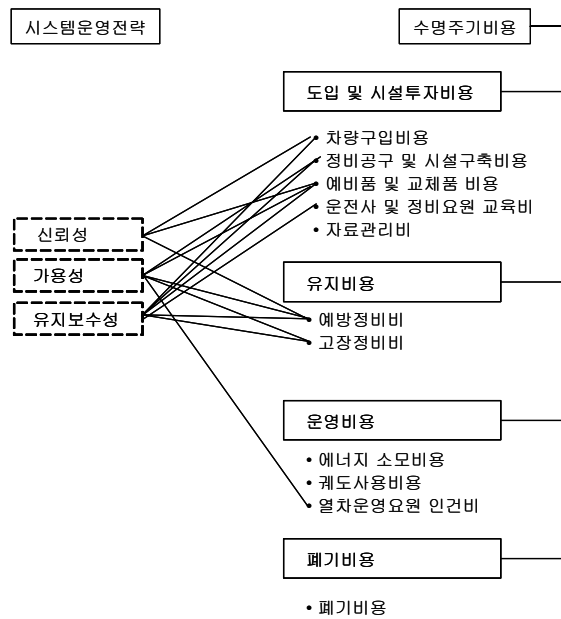 시스템운영전략
수명주기비용
도입 및 시설투자비용
• 차량구입비용
• 정비공구 및 시설구축비용
• 예비품 및 교체품 비용
• 운전사 및 정비요원 교육비
• 자료관리비
신뢰성
가용성
유지보수성
유지비용
• 예방정비비
• 고장정비비
운영비용
• 에너지 소모비용
• 궤도사용비용
• 열차운영요원 인건비
폐기비용
• 폐기비용